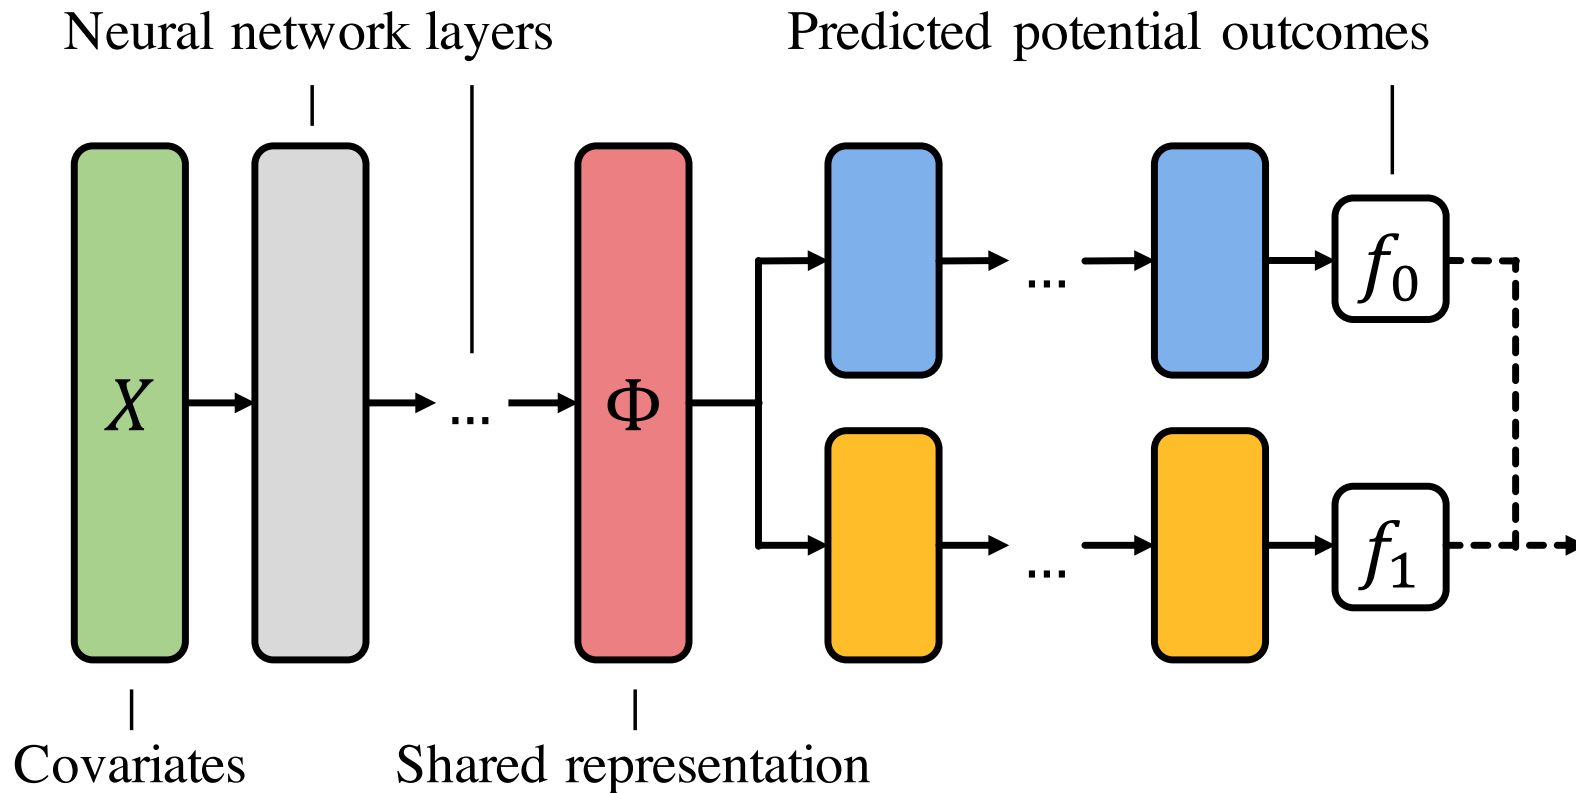 Neural network layers
Predicted potential outcomes
X
...
Φ
...
f0
...
f1
Covariates
Shared representation